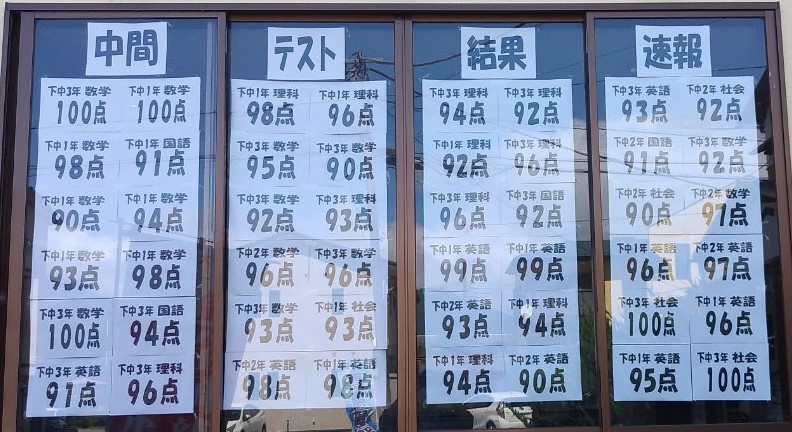 中間
テスト
結果
速報
下中3年 数学 下中1年 数学
100点 100点
下中1年 数学 下中1年 国語
98点 91点
下中1年 数学 下中1年 数学
90点 94点
下中1年 数学 下中1年 数学
93点 98点
下中3年 数学 下中3年 国語
100点 94点
下中3年 英語 下中3年 理科
91点 96点
下中1年 理科 下中1年 理科
98点 96点
下中3年 数学 下中3年 数学
95点 90点
下中3年 数学 下中3年 理科
92点 93点
下中2年 数学 下中3年 数学
96点 96点
下中3年 数学 下中1年 社会
93点 93点
下中2年 英語 下中1年 英語
98点 98点
下中3年 理科 下中3年 理科
94点 92点
下中1年 理科 下中3年 理科
92点 96点
下中3年 理科 下中3年 国語
96点 92点
下中1年 英語 下中1年 英語
99点 99点
下中2年 英語 下中1年 理科
93点 94点
下中1年 理科 下中2年 英語
94点 90点
下中3年 英語 下中2年 社会
93点 92点
下中2年 国語 下中3年 数学
91点 92点
下中2年 社会 下中2年 数学
90点 97点
下中1年 英語 下中2年 英語
96点 97点
下中3年 社会 下中1年 英語
100点 96点
下中1年 英語 下中3年 社会
95点 100点